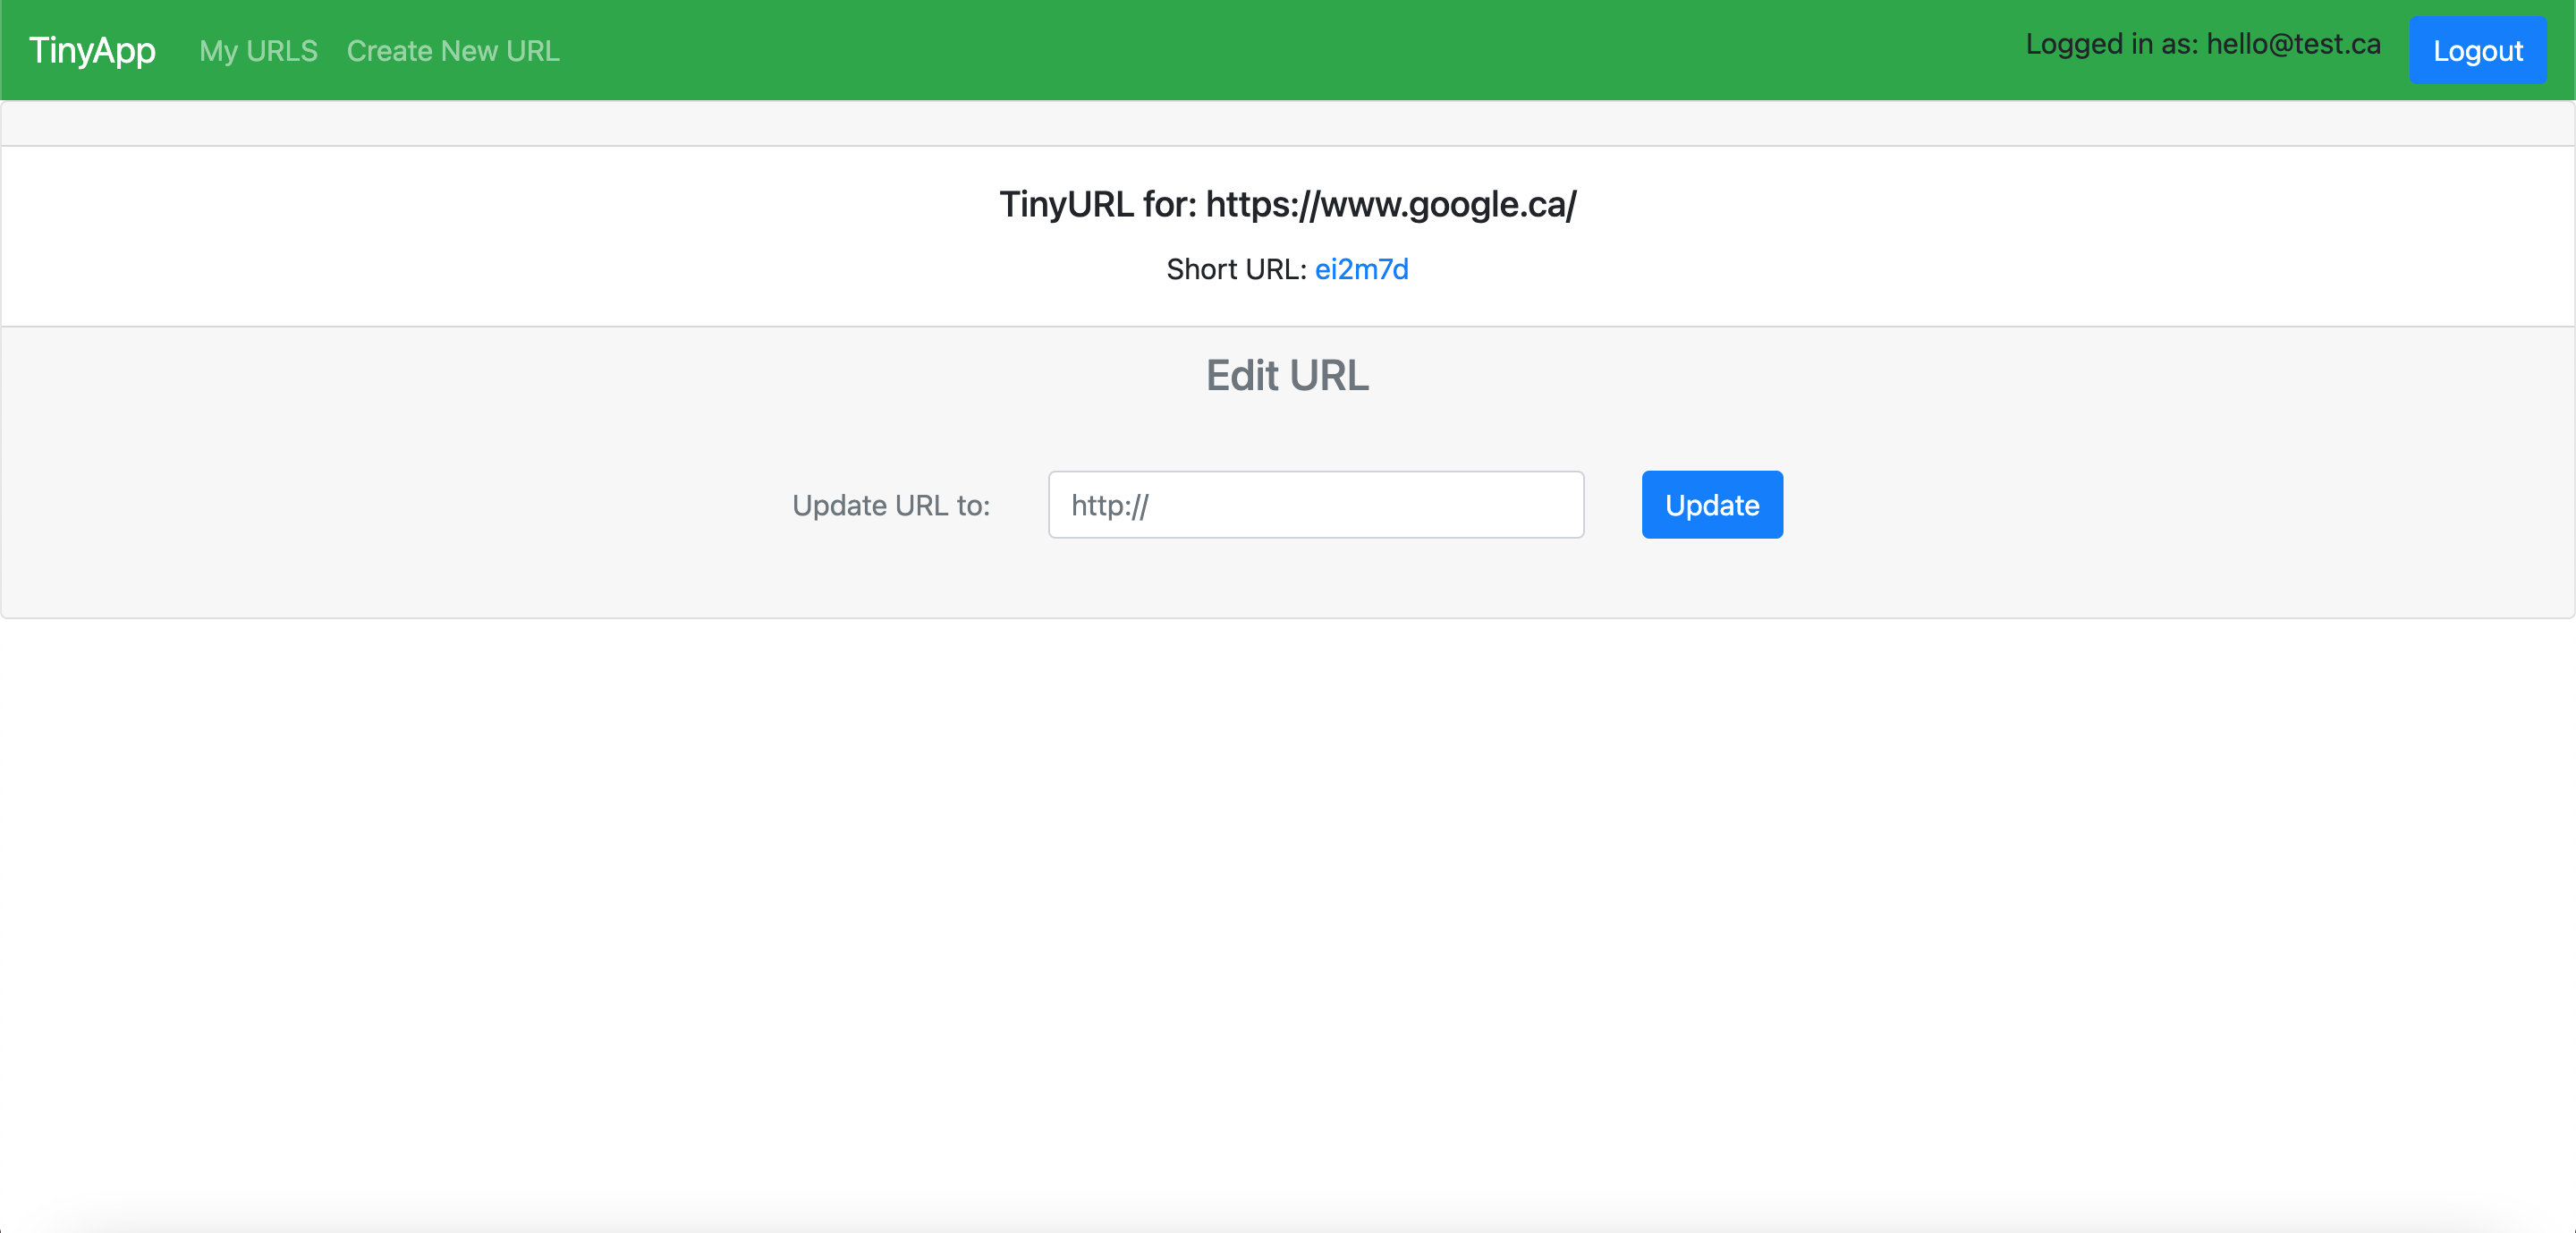 TinyApp My URLS Create New URL Logged in as: hello@test.ca Logout
TinyURL for: https://www.google.ca/
Short URL: ei2m7d
Edit URL
Update URL to: http:// Update